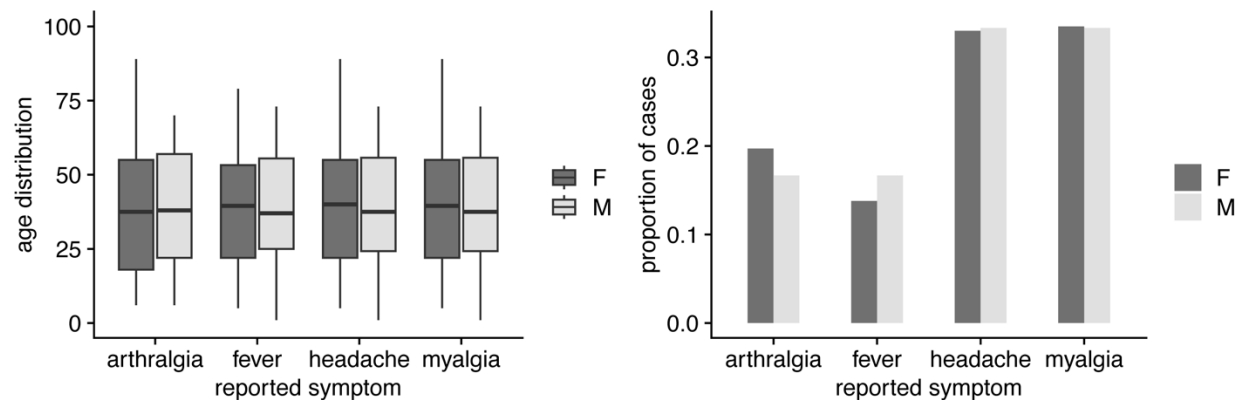 age distribution
100
75
50
25
0
arthralgia fever headache myalgia
reported symptom
F
M
proportion of cases
0.3
0.2
0.1
0.0
arthralgia fever headache myalgia
reported symptom
F
M